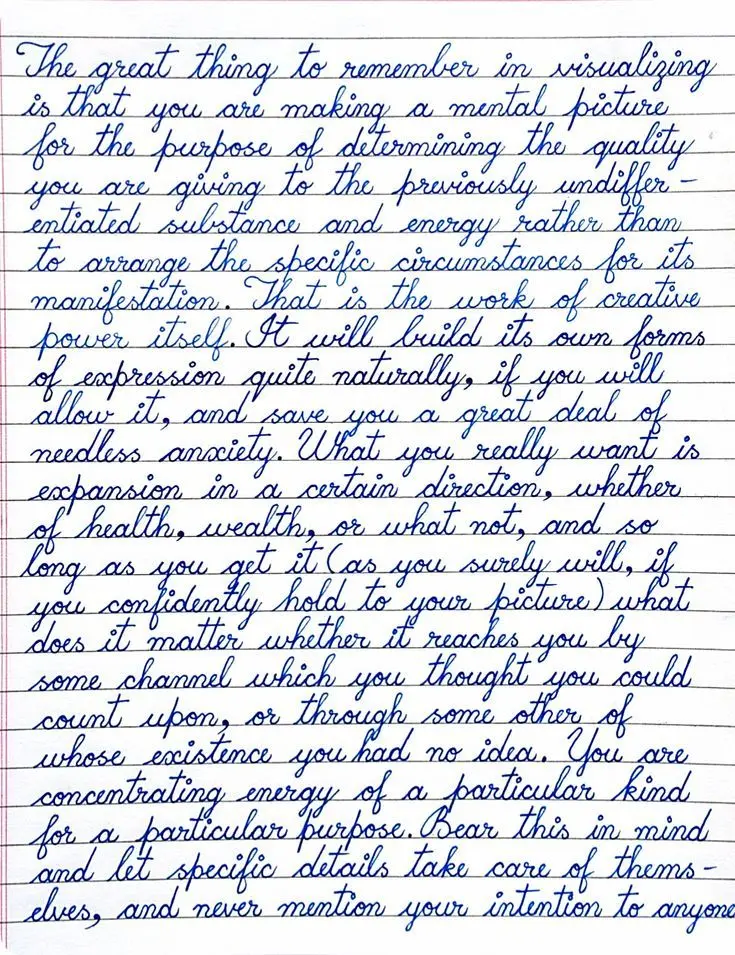 The great thing to remember in visualizing
is that you are making a mental picture
for the purpose of determining the quality
you are giving to the previously undiffer-
entiated substance and energy rather than
to arrange the specific circumstances for its
manifestation. That is the work of creative
power itself. It will build its own forms
of expression quite naturally, if you will
allow it, and save you a great deal of
needless anxiety. What you really want is
expansion in a certain direction, whether
of health, wealth, or what not, and so
long as you get it (as you surely will, if
you confidently hold to your picture) what
does it matter whether it reaches you by
some channel which you thought you could
count upon, or through some other of
whose existence you had no idea. You are
concentrating energy of a particular kind
for a particular purpose. Bear this in mind
and let specific details take care of thems-
elves, and never mention your intention to anyone